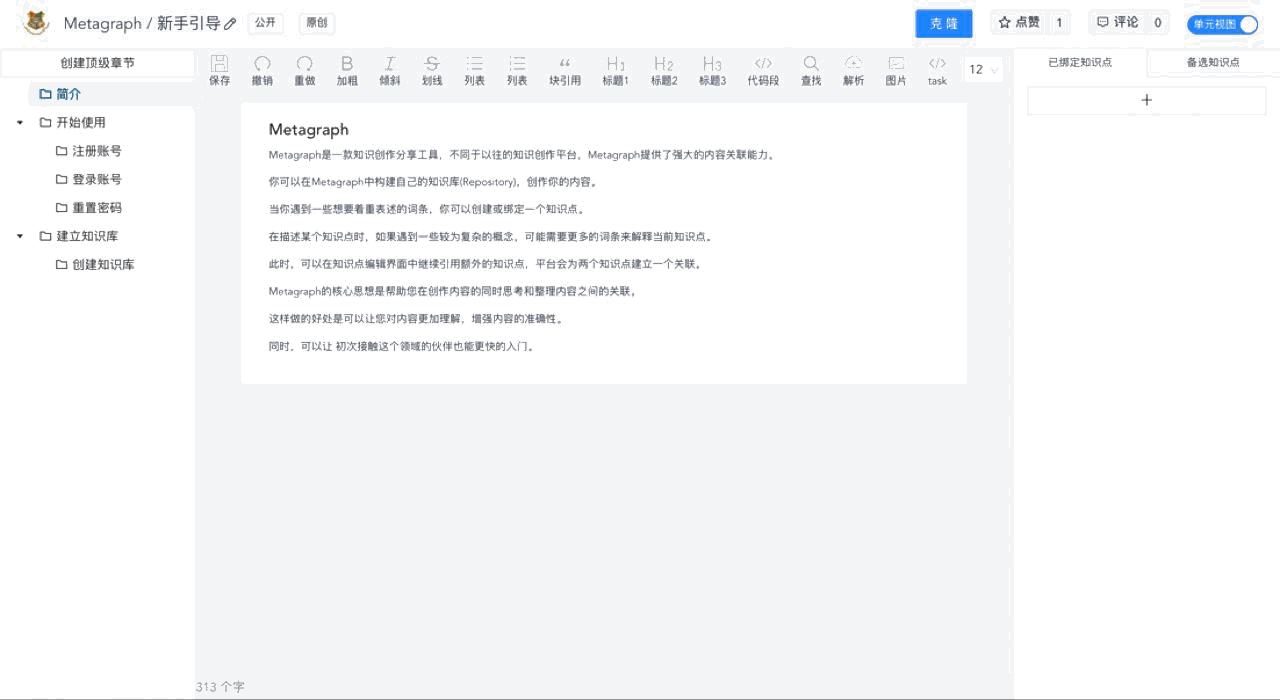 Metagraph / 新手引导 公开 原创 克 隆 点赞 1 评论 0 单元视图
创建顶级章节
简介
开始使用
注册账号
登录账号
重置密码
建立知识库
创建知识库
保存 撤销 重做 加粗 倾斜 划线 列表 列表 块引用 标题1 标题2 标题3 代码段 查找 解析 图片 task 12
Metagraph
Metagraph是一款知识创作分享工具，不同于以往的知识创作平台，Metagraph提供了强大的内容关联能力。
你可以在Metagraph中构建自己的知识库(Repository)，创作你的内容。
当你遇到一些想要着重表述的词条，你可以创建或绑定一个知识点。
在描述某个知识点时，如果遇到一些较为复杂的概念，可能需要更多的词条来解释当前知识点。
此时，可以在知识点编辑界面中继续引用额外的知识点，平台会为两个知识点建立一个关联。
Metagraph的核心思想是帮助您在创作内容的同时思考和整理内容之间的关联，
这样做的好处是可以让您对内容更加理解，增强内容的准确性。
同时，可以让 初次接触这个领域的伙伴也能更快的入门。
313 个字
已绑定知识点 备选知识点